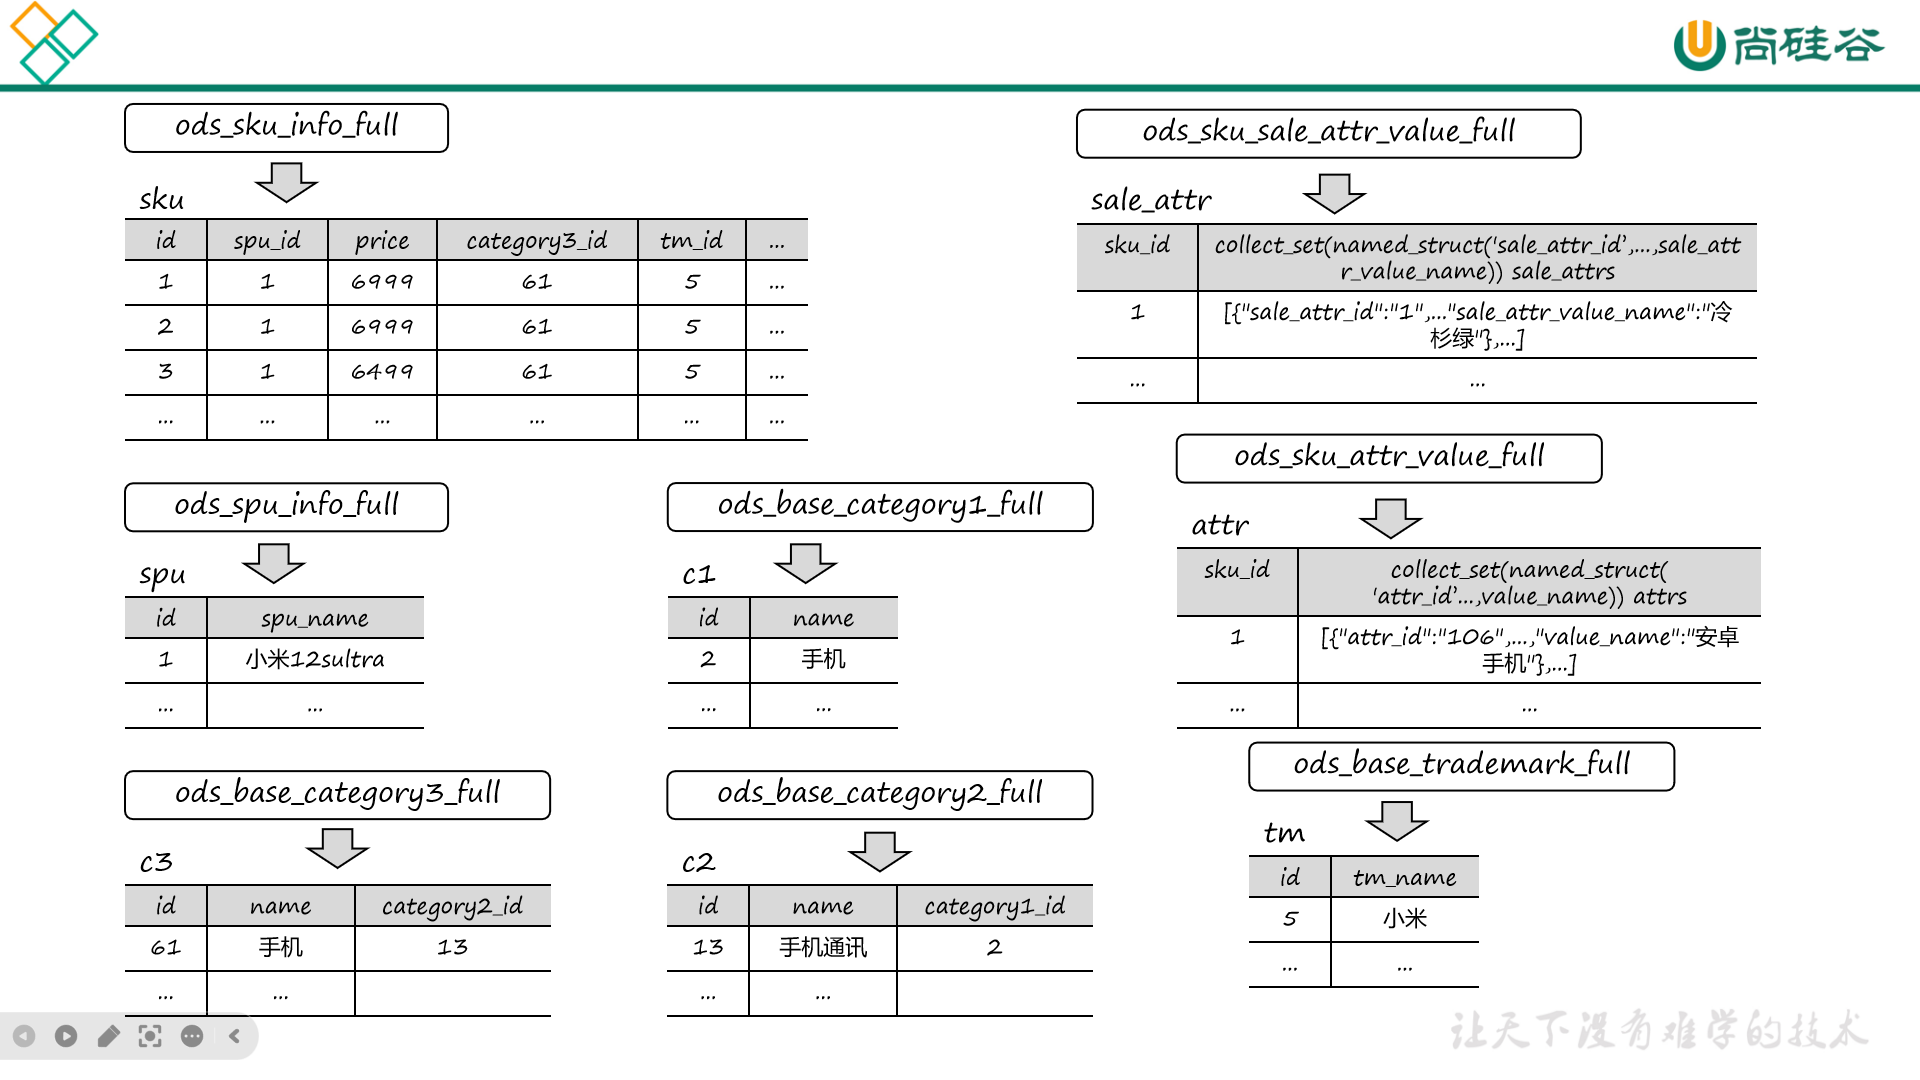 尚硅谷
ods_sku_info_full
sku
id spu_id price category3_id tm_id ...
1 1 6999 61 5 ...
2 1 6999 61 5 ...
3 1 6499 61 5 ...
... ... ... ... ... ...
ods_sku_sale_attr_value_full
sale_attr
sku_id collect_set(named_struct('sale_attr_id’,...,sale_att
r_value_name)) sale_attrs
1 [{"sale_attr_id":"1",..."sale_attr_value_name":"冷
杉绿"},...]
... ...
ods_spu_info_full
spu
id spu_name
1 小米12sultra
... ...
ods_base_category1_full
c1
id name
2 手机
... ...
ods_sku_attr_value_full
attr
sku_id collect_set(named_struct(
'attr_id’...,value_name)) attrs
1 [{"attr_id":"106",...,"value_name":"安卓
手机"},...]
... ...
ods_base_category3_full
c3
id name category2_id
61 手机 13
... ...
ods_base_category2_full
c2
id name category1_id
13 手机通讯 2
... ...
ods_base_trademark_full
tm
id tm_name
5 小米
... ...
让天下没有难学的技术